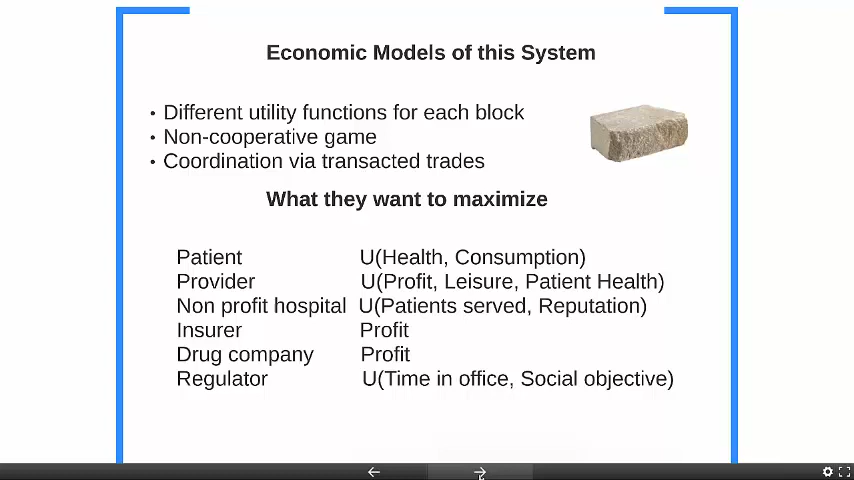 Economic Models of this System
• Different utility functions for each block
• Non-cooperative game
• Coordination via transacted trades
What they want to maximize
Patient U(Health, Consumption)
Provider U(Profit, Leisure, Patient Health)
Non profit hospital U(Patients served, Reputation)
Insurer Profit
Drug company Profit
Regulator U(Time in office, Social objective)